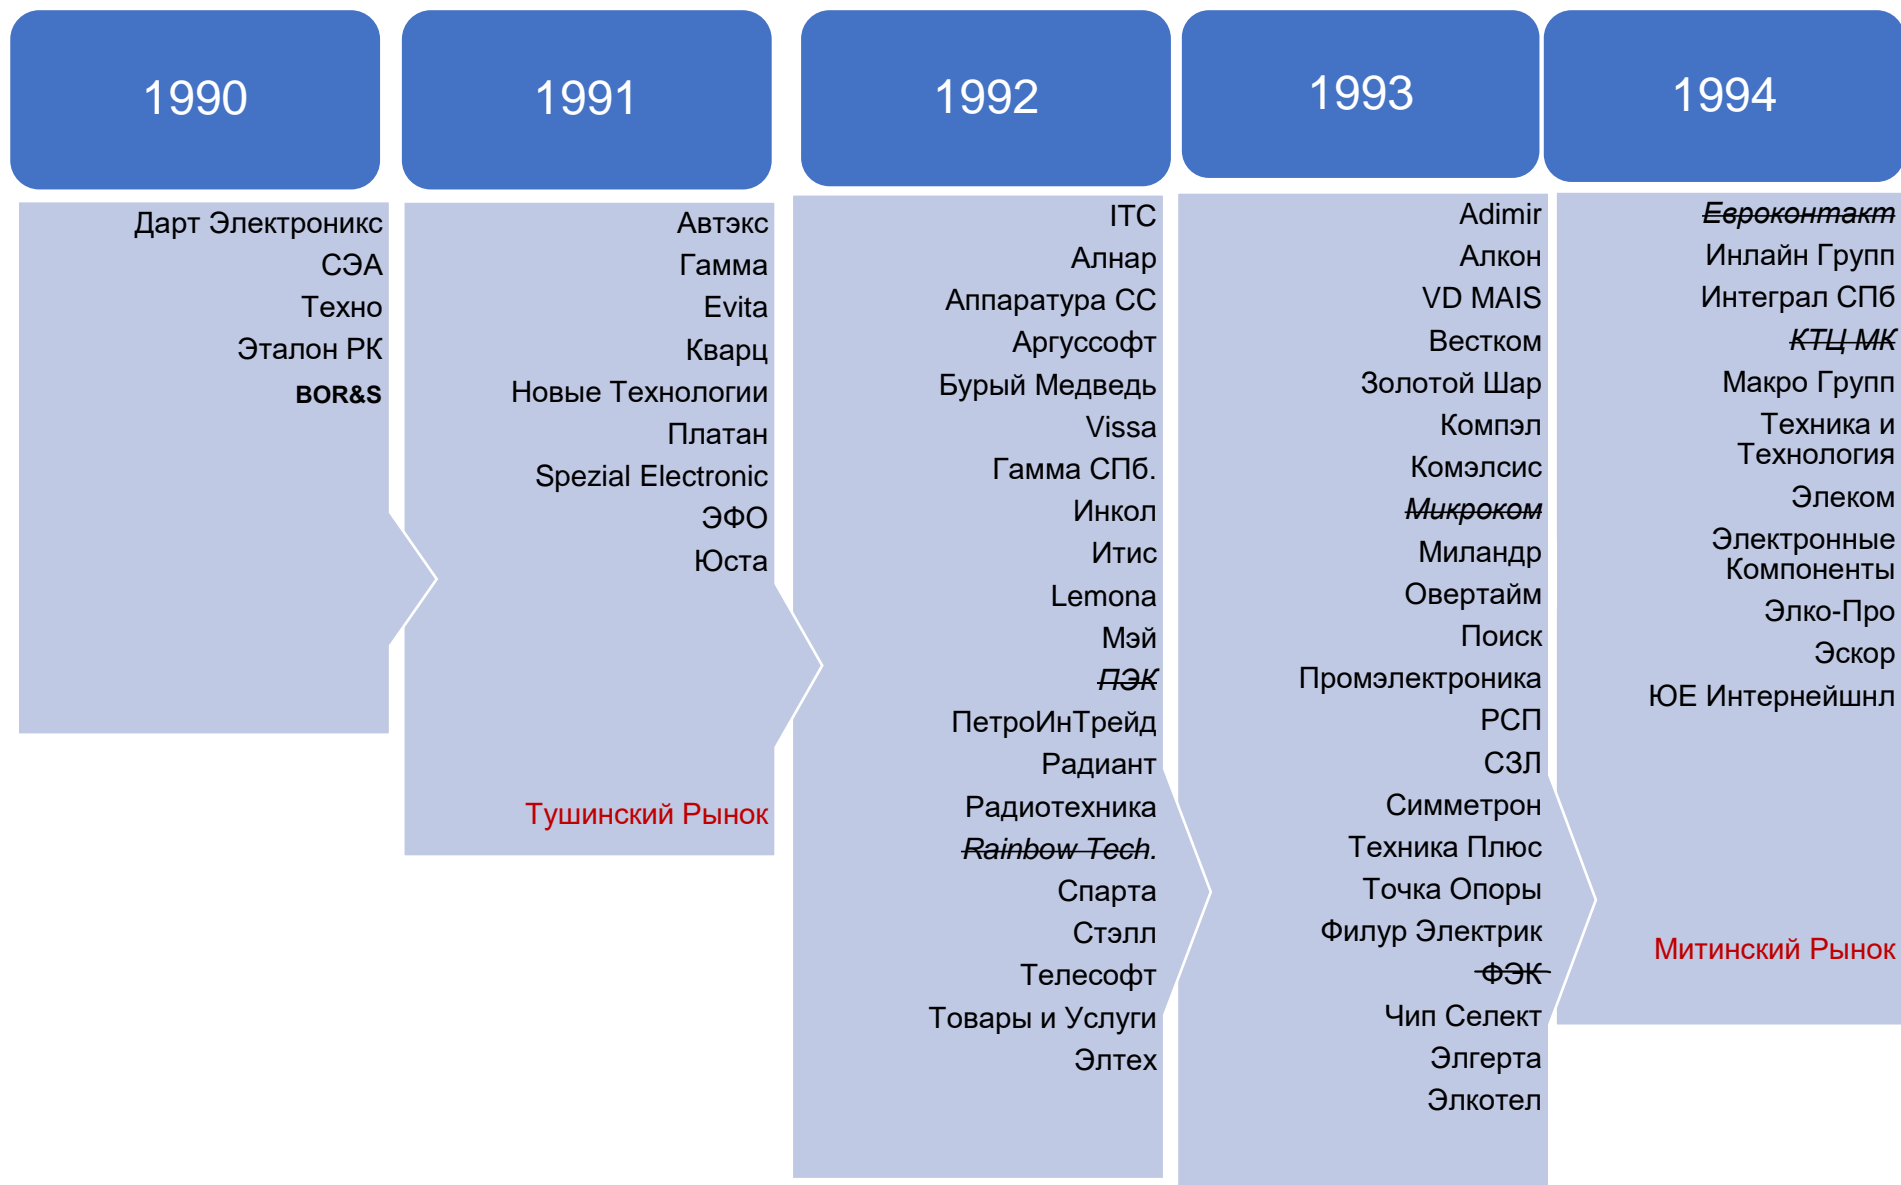 1990
Дарт Электроникс
СЭА
Техно
Эталон РК
BOR&S
1991
Автэкс
Гамма
Evita
Кварц
Новые Технологии
Платан
Spezial Electronic
ЭФО
Юста
Тушинский Рынок
1992
ITC
Алнар
Аппаратура СС
Аргуссофт
Бурый Медведь
Vissa
Гамма СПб.
Инкол
Итис
Lemona
Мэй
ПЭК
ПетроИнТрейд
Радиант
Радиотехника
Rainbow Tech.
Спарта
Стэлл
Телесофт
Товары и Услуги
Элтех
1993
Adimir
Алкон
VD MAIS
Вестком
Золотой Шар
Компэл
Комэлсис
Микроком
Миландр
Овертайм
Поиск
Промэлектроника
РСП
СЗЛ
Симметрон
Техника Плюс
Точка Опоры
Филур Электрик
ФЭК
Чип Селект
Элгерта
Элкотел
1994
Евроконтакт
Инлайн Групп
Интеграл СПб
КТЦ МК
Макро Групп
Техника и
Технология
Элеком
Электронные
Компоненты
Элко-Про
Эскор
ЮЕ Интернейшнл
Митинский Рынок